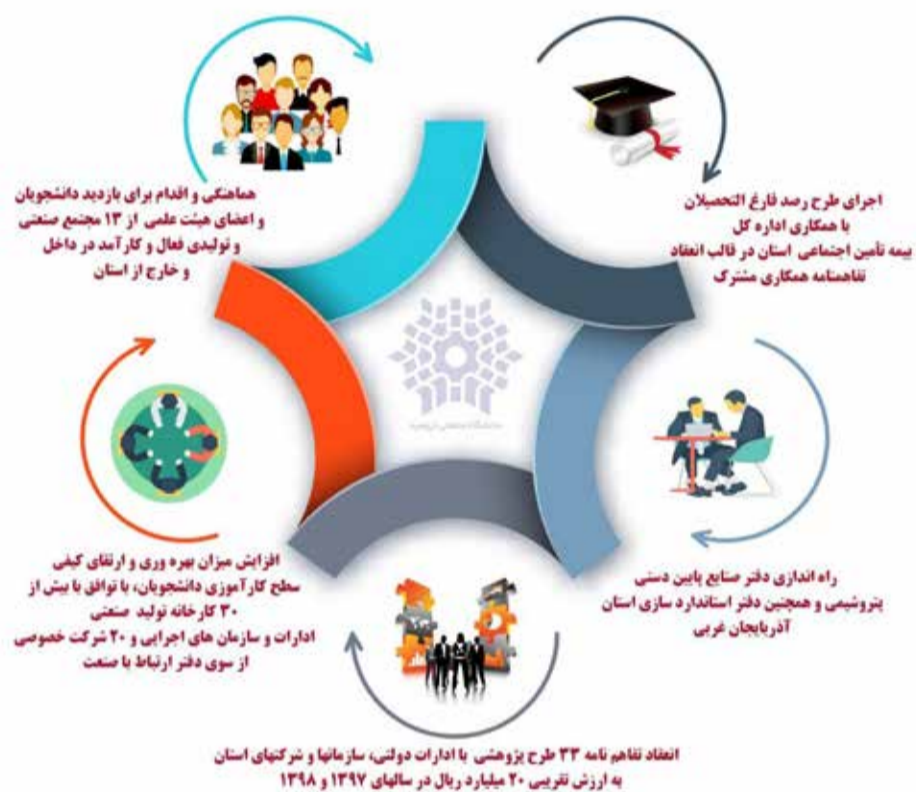 هماهنگی و اقدام برای بازدید دانشجویان
و اعضای هیئت علمی از ۱۳ مجتمع صنعتی
و تولیدی فعال و کارآمد در داخل
و خارج از استان
اجرای طرح رصد فارغ التحصیلان
با همکاری اداره کل
بیمه تأمین اجتماعی استان در قالب انعقاد
تفاهمنامه همکاری مشترک
دانشگاه صنعتی ارومیه
راه اندازی دفتر صنایع پایین دستی
پتروشیمی و همچنین دفتر استاندارد سازی استان
آذربایجان غربی
افزایش میزان بهره وری و ارتقای کیفی
سطح کارآموزی دانشجویان، با توافق با بیش از
۳۰ کارخانه تولید صنعتی
ادارات و سازمان های اجرایی و ۲۰ شرکت خصوصی
از سوی دفتر ارتباط با صنعت
انعقاد تفاهم نامه ۳۳ طرح پژوهشی با ادارات دولتی، سازمانها و شرکتهای استان
به ارزش تقریبی ۲۰ میلیارد ریال در سالهای ۱۳۹۷ و ۱۳۹۸